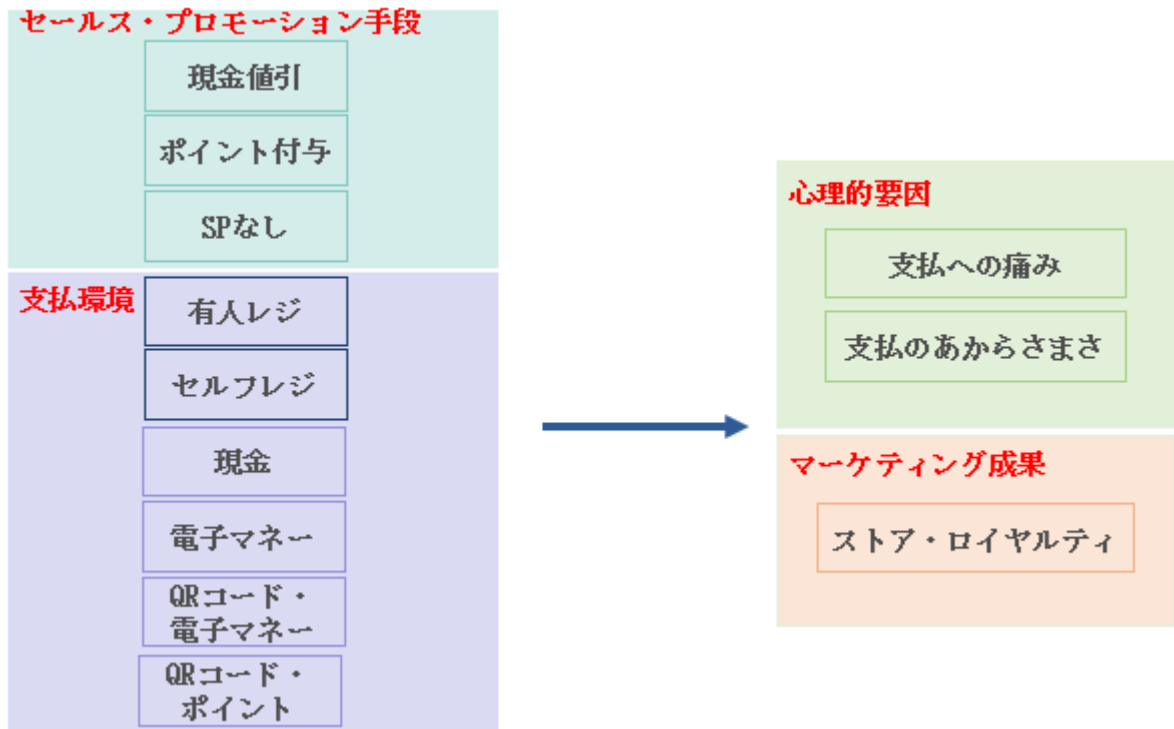 セールス・プロモーション手段
現金値引
ポイント付与
SPなし
支払環境
有人レジ
セルフレジ
現金
電子マネー
QRコード・
電子マネー
QRコード・
ポイント
心理的要因
支払への痛み
支払のあからさまさ
マーケティング成果
ストア・ロイヤルティ